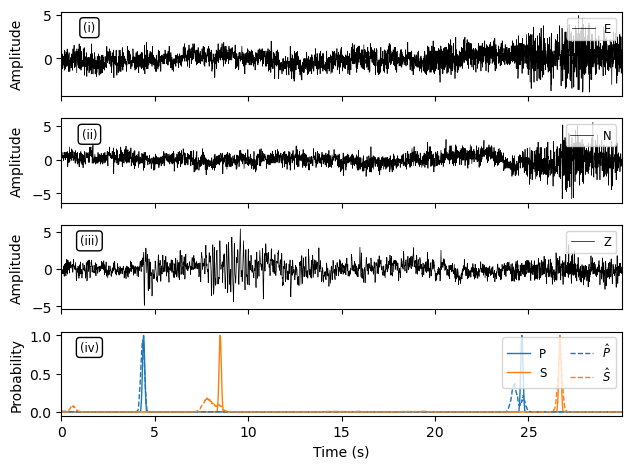 5
0
Amplitude
(i)
E
5
0
−5
Amplitude
(ii)
N
5
0
−5
Amplitude
(iii)
Z
1.0
0.5
0.0
Probability
(iv)
P
S
P̂
Ŝ
0 5 10 15 20 25
Time (s)